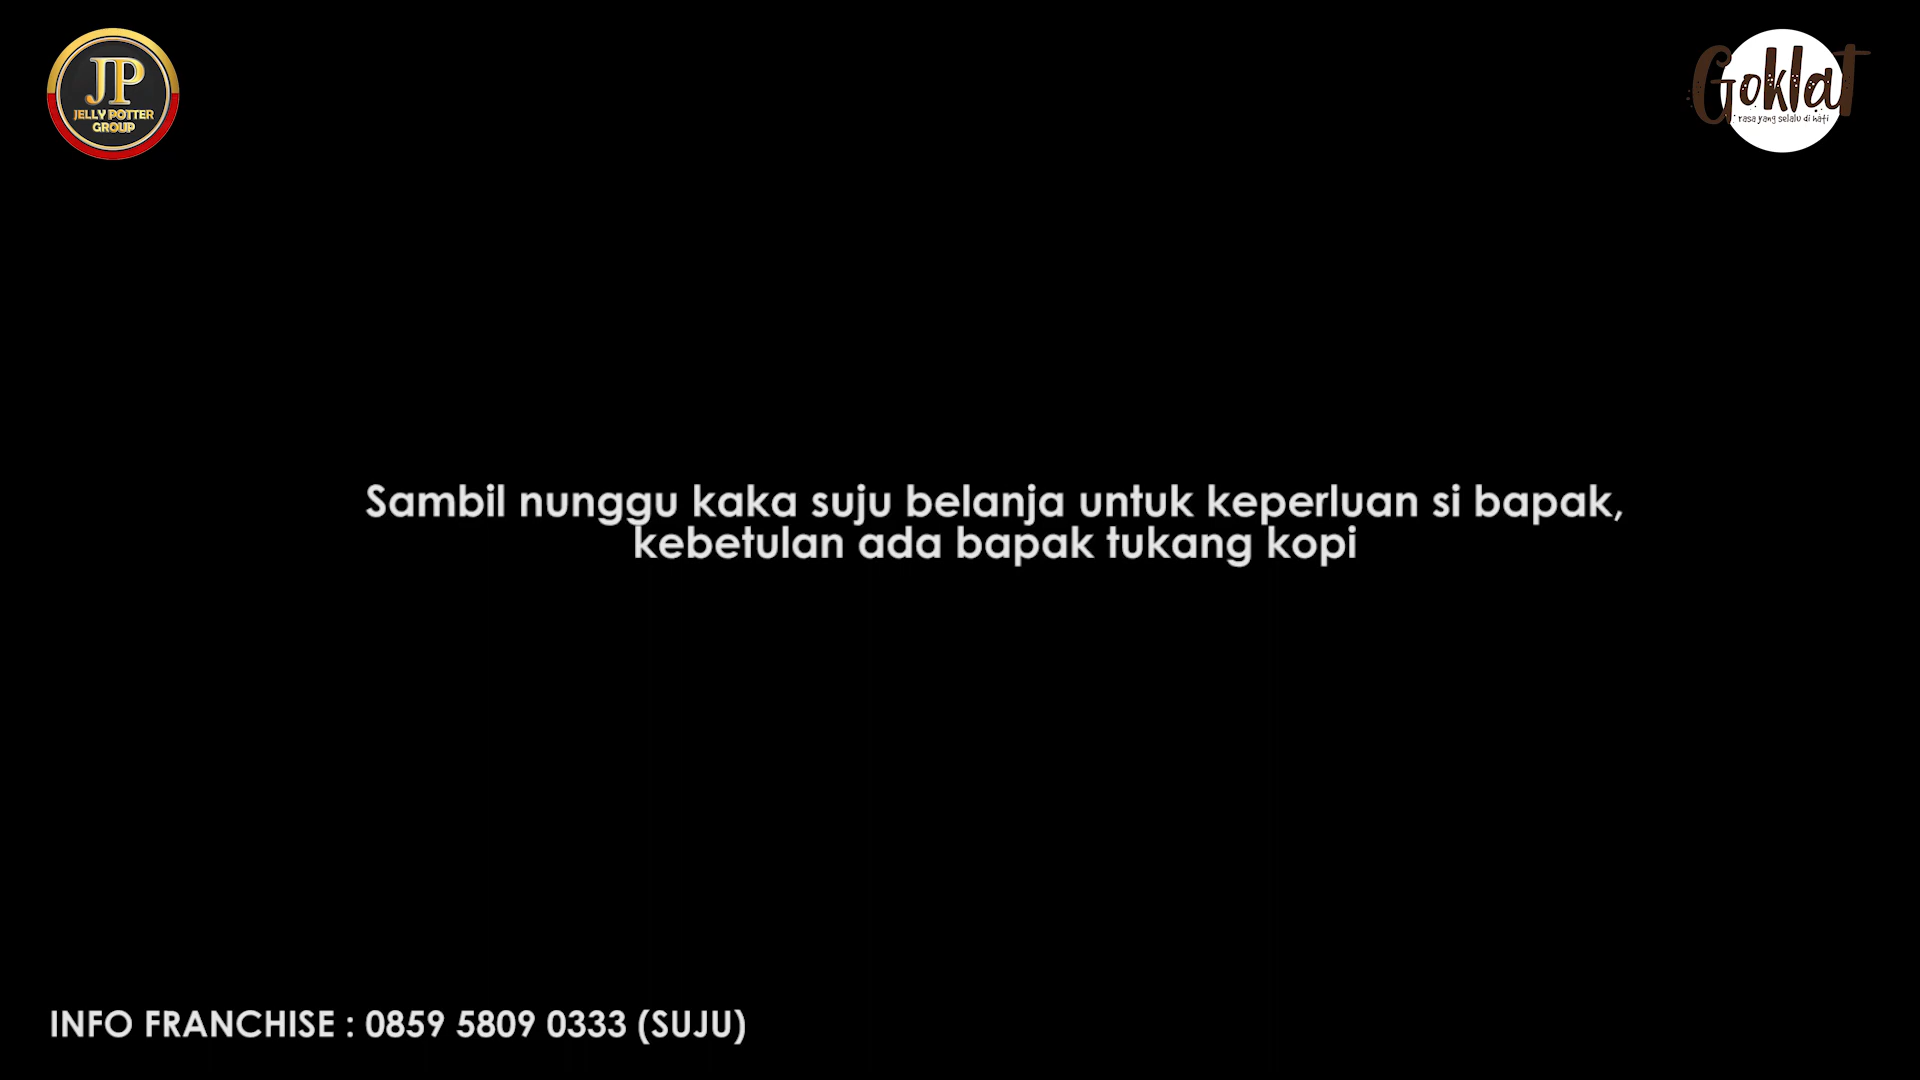 JP
JELLY POTTER
GROUP
Goklat
rasa yang selalu di hati
Sambil nunggu kaka suju belanja untuk keperluan si bapak,
kebetulan ada bapak tukang kopi
INFO FRANCHISE : 0859 5809 0333 (SUJU)